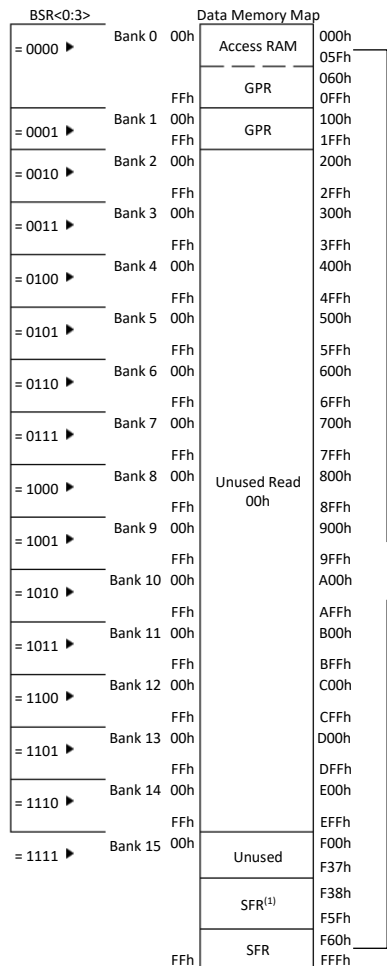 BSR<0:3> Data Memory Map
Bank 0 00h Access RAM 000h
= 0000 ►
05Fh
GPR 060h
FFh 0FFh
Bank 1 00h GPR 100h
= 0001 ►
FFh 1FFh
Bank 2 00h 200h
= 0010 ►
FFh 2FFh
Bank 3 00h 300h
= 0011 ►
FFh 3FFh
Bank 4 00h 400h
= 0100 ►
FFh 4FFh
Bank 5 00h 500h
= 0101 ►
FFh 5FFh
Bank 6 00h 600h
= 0110 ►
FFh 6FFh
Bank 7 00h 700h
= 0111 ►
FFh 7FFh
Bank 8 00h Unused Read 800h
= 1000 ► 00h
FFh 8FFh
Bank 9 00h 900h
= 1001 ►
FFh 9FFh
Bank 10 00h A00h
= 1010 ►
FFh AFFh
Bank 11 00h B00h
= 1011 ►
FFh BFFh
Bank 12 00h C00h
= 1100 ►
FFh CFFh
Bank 13 00h D00h
= 1101 ►
FFh DFFh
Bank 14 00h E00h
= 1110 ►
FFh EFFh
Bank 15 00h F00h
= 1111 ► Unused
F37h
F38h
SFR(1)
F5Fh
F60h
SFR
FFh FFFh